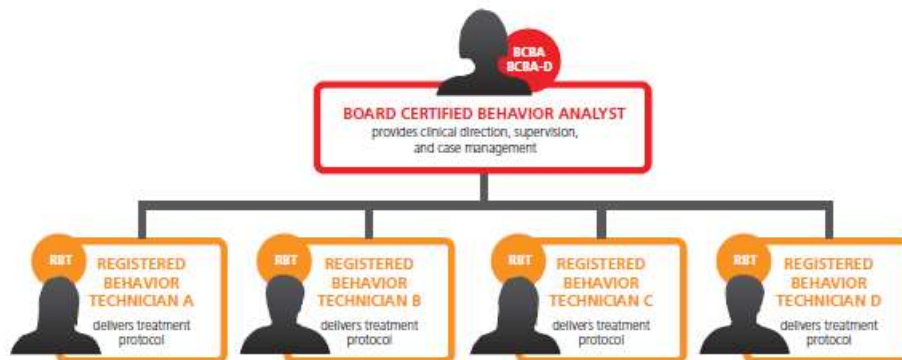 BCBA
BCBA-D
BOARD CERTIFIED BEHAVIOR ANALYST
provides clinical direction, supervision,
and case management
RBT
REGISTERED
BEHAVIOR
TECHNICIAN A
delivers treatment
protocol
RBT
REGISTERED
BEHAVIOR
TECHNICIAN B
delivers treatment
protocol
RBT
REGISTERED
BEHAVIOR
TECHNICIAN C
delivers treatment
protocol
RBT
REGISTERED
BEHAVIOR
TECHNICIAN D
delivers treatment
protocol